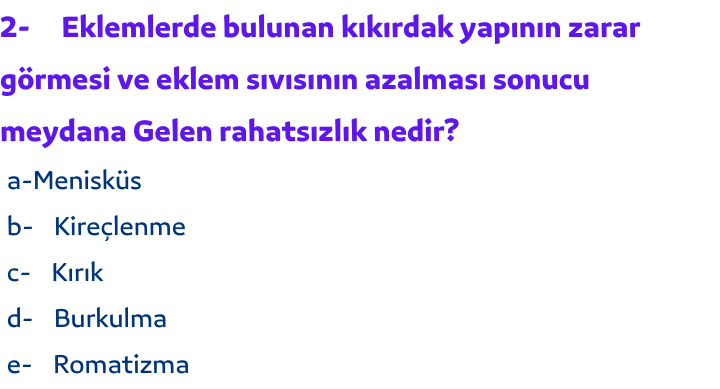 2- Eklemlerde bulunan kıkırdak yapının zarar
görmesi ve eklem sıvısının azalması sonucu
meydana Gelen rahatsızlık nedir?
a-Menisküs
b- Kireçlenme
c- Kırık
d- Burkulma
e- Romatizma